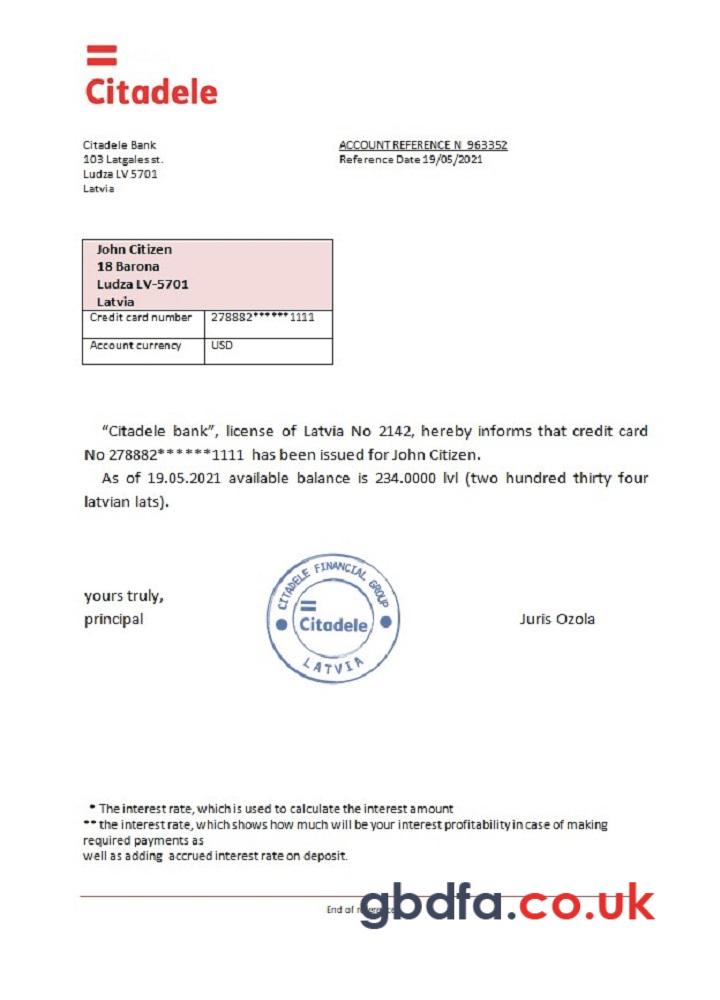 Citadele
Citadele Bank
103 Latgales st.
Ludza LV 5701
Latvia
ACCOUNT REFERENCE N 963352
Reference Date 19/05/2021
John Citizen
18 Barona
Ludza LV-5701
Latvia
Credit card number 278882******1111
Account currency USD
“Citadele bank”, license of Latvia No 2142, hereby informs that credit card
No 278882******1111 has been issued for John Citizen.
As of 19.05.2021 available balance is 234.0000 lvl (two hundred thirty four
latvian lats).
yours truly,
principal
CITADELE FINANCIAL GROUP
Citadele
LATVIA
Juris Ozola
* The interest rate, which is used to calculate the interest amount
** the interest rate, which shows how much will be your interest profitability in case of making
required payments as
well as adding accrued interest rate on deposit.
End of reference
gbdfa.co.uk